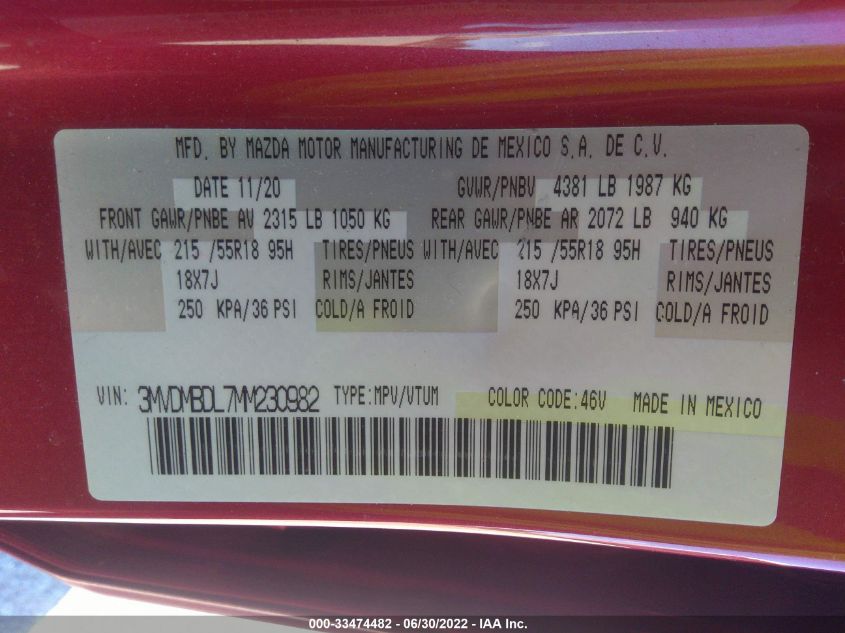 MFD. BY MAZDA MOTOR MANUFACTURING DE MEXICO S.A. DE C.V.
DATE 11/20 GVWR/PNBV 4381 LB 1987 KG
FRONT GAWR/PNBE AV 2315 LB 1050 KG REAR GAWR/PNBE AR 2072 LB 940 KG
WITH/AVEC 215 /55R18 95H TIRES/PNEUS WITH/AVEC 215 /55R18 95H TIRES/PNEUS
18X7J RIMS/JANTES 18X7J RIMS/JANTES
250 KPA/36 PSI COLD/A FROID 250 KPA/36 PSI COLD/A FROID
VIN: 3MVDMBDL7MM230982 TYPE:MPV/VTUM COLOR CODE:46V MADE IN MEXICO
000-33474482 - 06/30/2022 - IAA Inc.